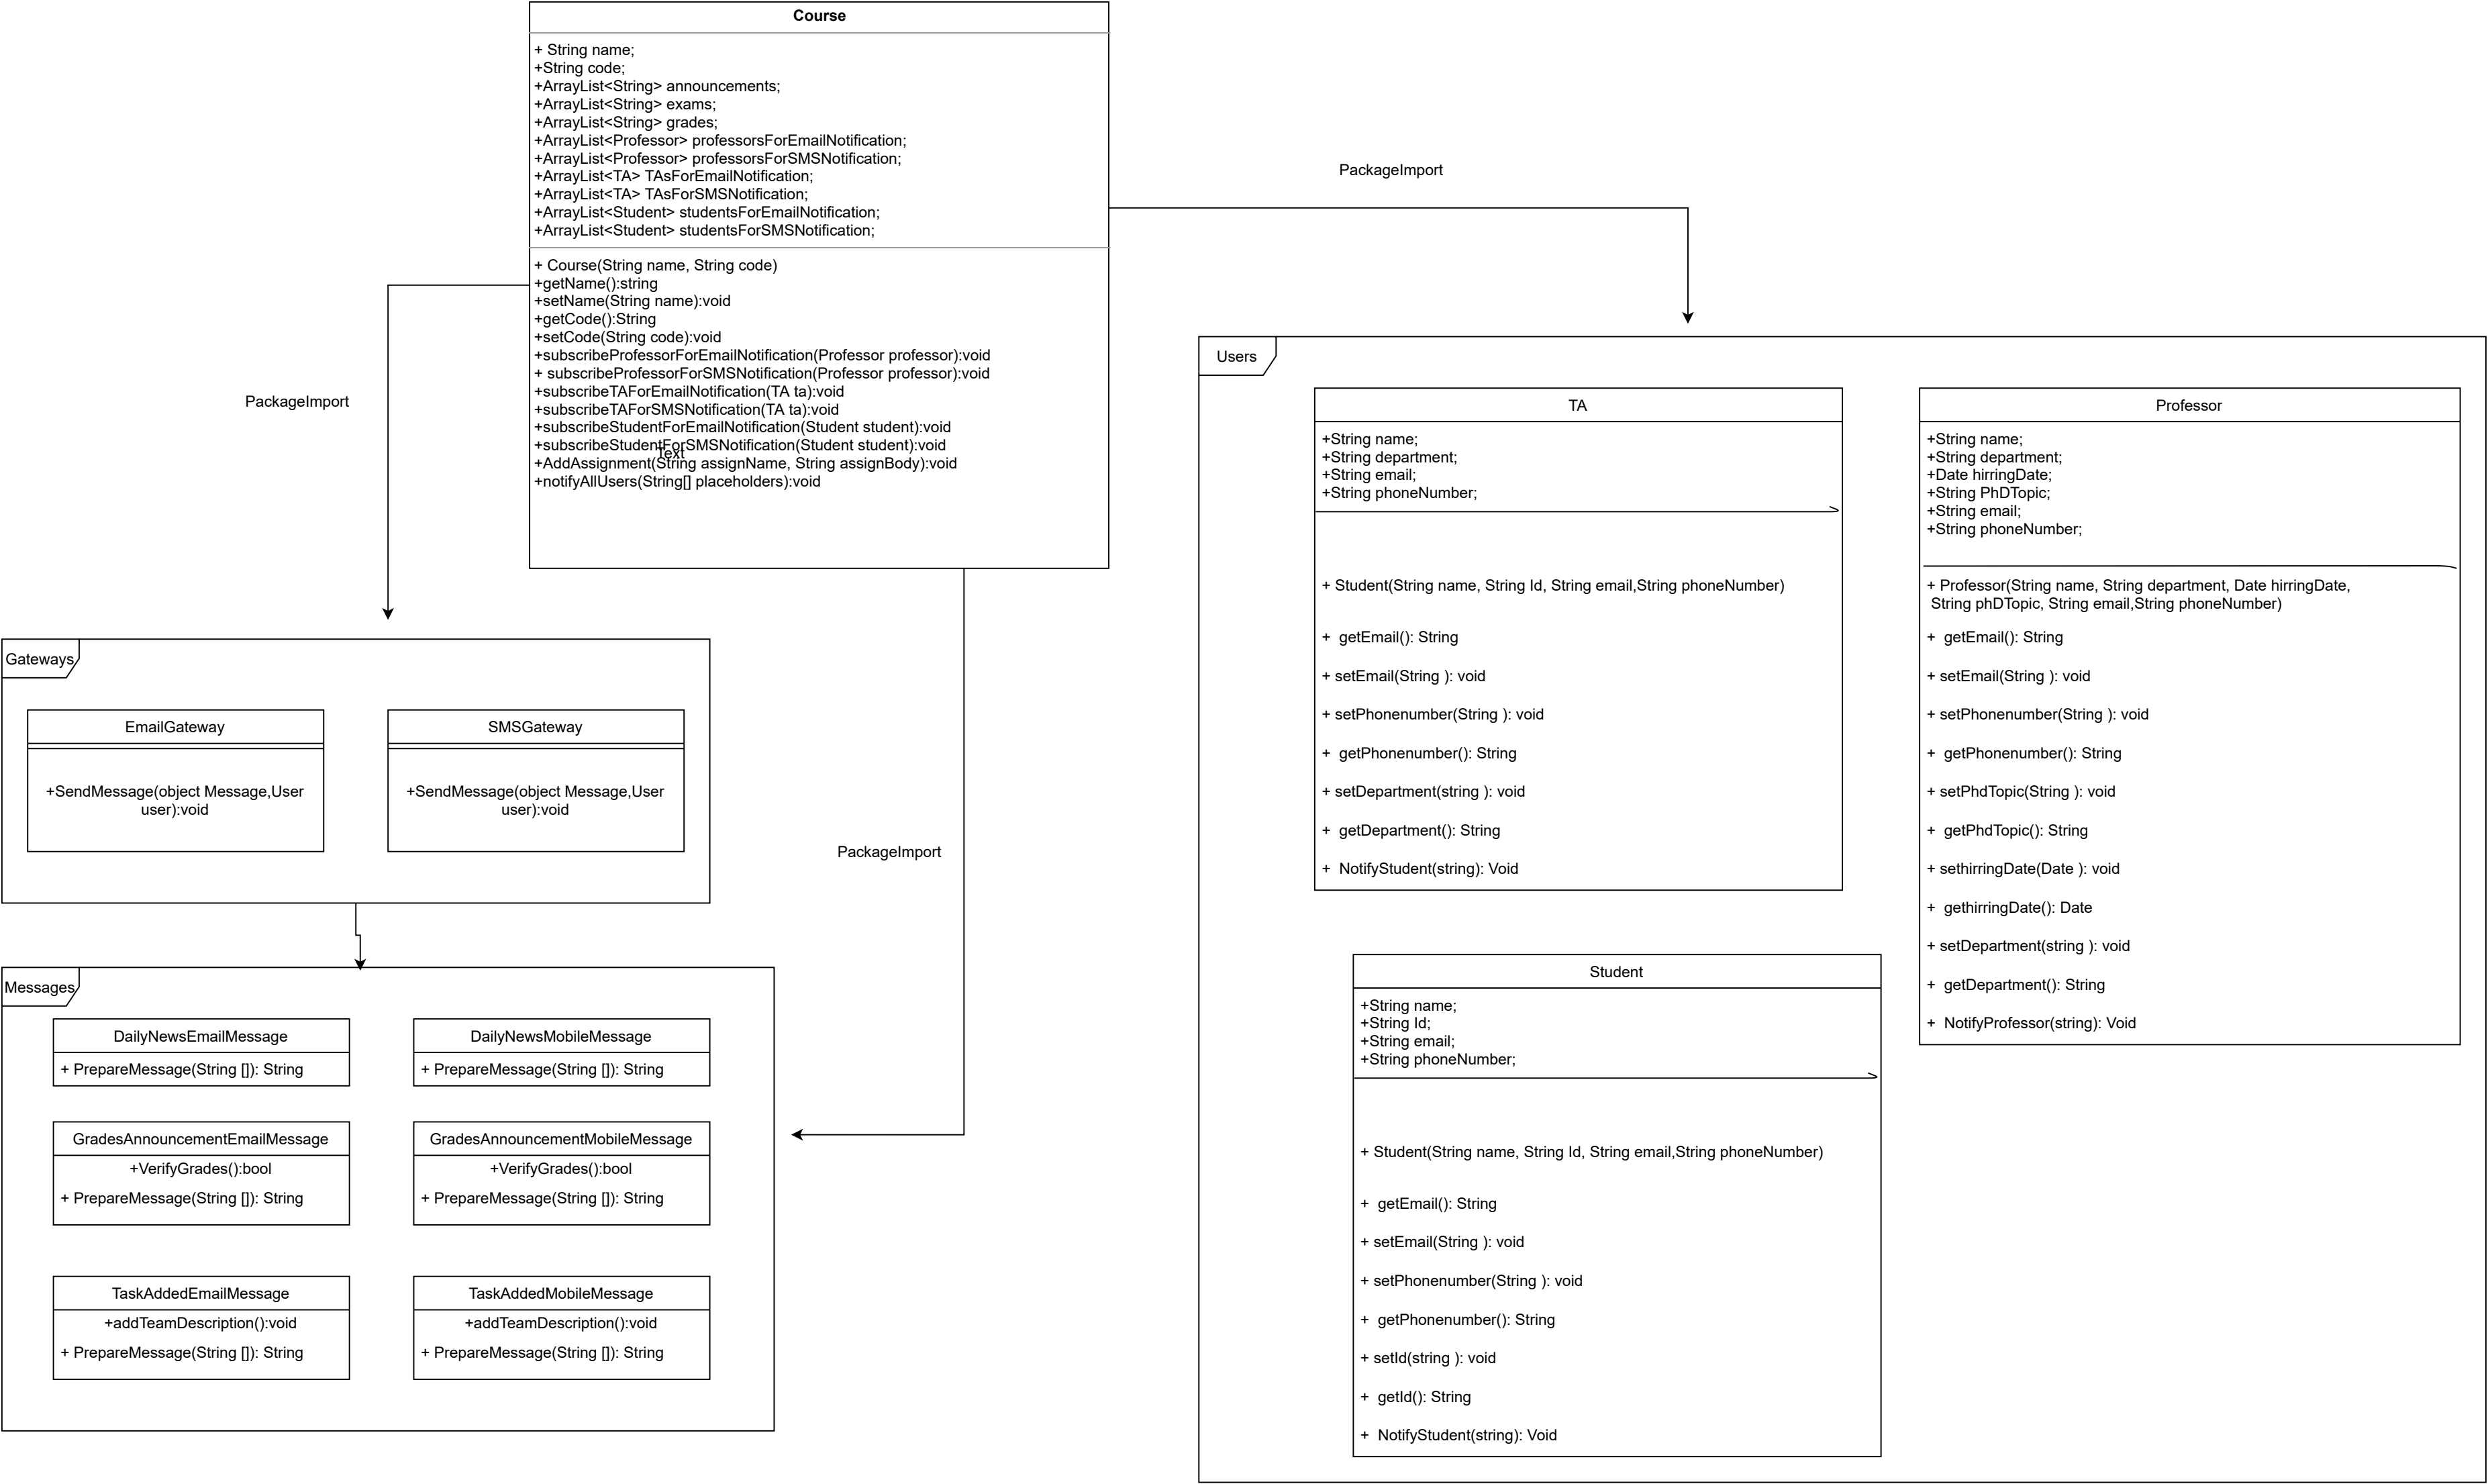 Course
+ String name;
+String code;
+ArrayList<String> announcements;
+ArrayList<String> exams;
+ArrayList<String> grades;
+ArrayList<Professor> professorsForEmailNotification;
+ArrayList<Professor> professorsForSMSNotification;
+ArrayList<TA> TAsForEmailNotification;
+ArrayList<TA> TAsForSMSNotification;
+ArrayList<Student> studentsForEmailNotification;
+ArrayList<Student> studentsForSMSNotification;
+ Course(String name, String code)
+getName():string
+setName(String name):void
+getCode():String
+setCode(String code):void
+subscribeProfessorForEmailNotification(Professor professor):void
+ subscribeProfessorForSMSNotification(Professor professor):void
+subscribeTAForEmailNotification(TA ta):void
+subscribeTAForSMSNotification(TA ta):void
+subscribeStudentForEmailNotification(Student student):void
+subscribeStudentForSMSNotification(Student student):void
Text
+AddAssignment(String assignName, String assignBody):void
+notifyAllUsers(String[] placeholders):void
PackageImport
PackageImport
PackageImport
Gateways
EmailGateway
+SendMessage(object Message,User
user):void
SMSGateway
+SendMessage(object Message,User
user):void
Messages
DailyNewsEmailMessage
+ PrepareMessage(String []): String
DailyNewsMobileMessage
+ PrepareMessage(String []): String
GradesAnnouncementEmailMessage
+VerifyGrades():bool
+ PrepareMessage(String []): String
GradesAnnouncementMobileMessage
+VerifyGrades():bool
+ PrepareMessage(String []): String
TaskAddedEmailMessage
+addTeamDescription():void
+ PrepareMessage(String []): String
TaskAddedMobileMessage
+addTeamDescription():void
+ PrepareMessage(String []): String
Users
TA
+String name;
+String department;
+String email;
+String phoneNumber;
+ Student(String name, String Id, String email,String phoneNumber)
+ getEmail(): String
+ setEmail(String ): void
+ setPhonenumber(String ): void
+ getPhonenumber(): String
+ setDepartment(string ): void
+ getDepartment(): String
+ NotifyStudent(string): Void
Professor
+String name;
+String department;
+Date hirringDate;
+String PhDTopic;
+String email;
+String phoneNumber;
+ Professor(String name, String department, Date hirringDate,
String phDTopic, String email,String phoneNumber)
+ getEmail(): String
+ setEmail(String ): void
+ setPhonenumber(String ): void
+ getPhonenumber(): String
+ setPhdTopic(String ): void
+ getPhdTopic(): String
+ sethirringDate(Date ): void
+ gethirringDate(): Date
+ setDepartment(string ): void
+ getDepartment(): String
+ NotifyProfessor(string): Void
Student
+String name;
+String Id;
+String email;
+String phoneNumber;
+ Student(String name, String Id, String email,String phoneNumber)
+ getEmail(): String
+ setEmail(String ): void
+ setPhonenumber(String ): void
+ getPhonenumber(): String
+ setId(string ): void
+ getId(): String
+ NotifyStudent(string): Void